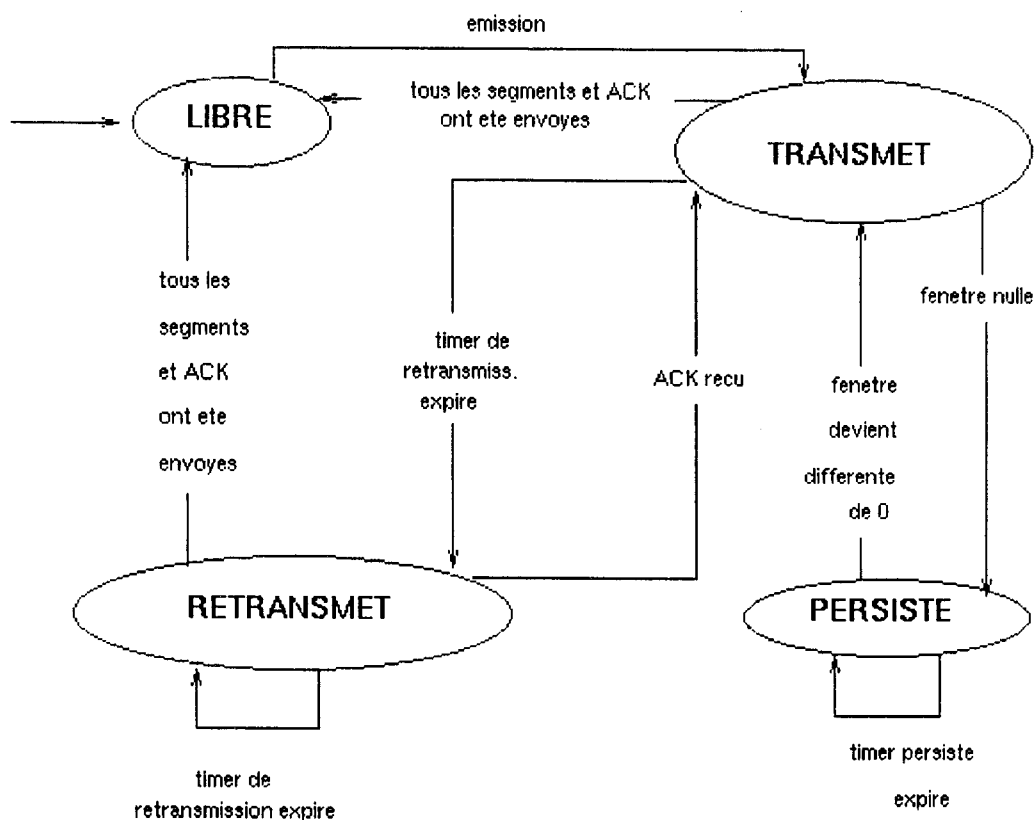 emission
LIBRE
tous les segments et ACK
ont ete envoyes
TRANSMET
tous les
segments
et ACK
ont ete
envoyes
timer de
retransmiss.
expire
ACK recu
fenetre
devient
differente
de 0
fenetre nulle
RETRANSMET
PERSISTE
timer de
retransmission expire
timer persiste
expire